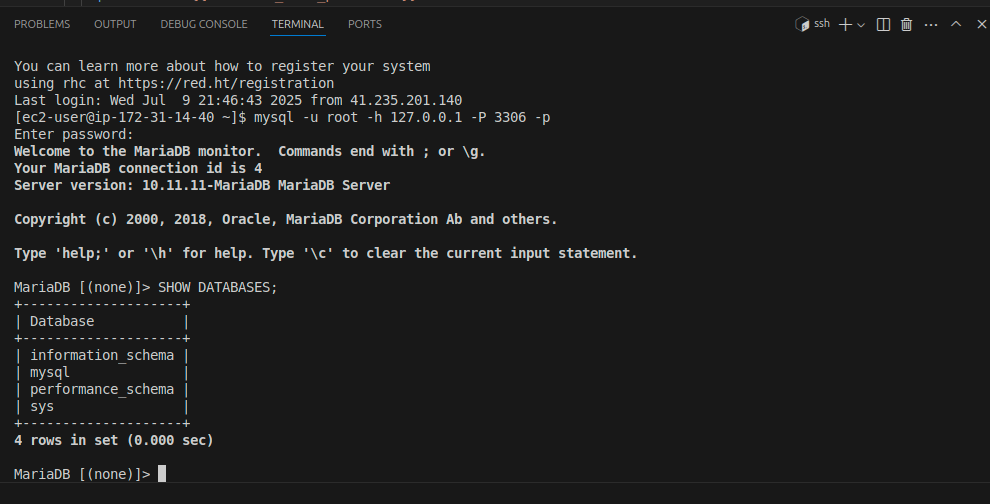 PROBLEMS OUTPUT DEBUG CONSOLE TERMINAL PORTS ssh
You can learn more about how to register your system
using rhc at https://red.ht/registration
Last login: Wed Jul  9 21:46:43 2025 from 41.235.201.140
[ec2-user@ip-172-31-14-40 ~]$ mysql -u root -h 127.0.0.1 -P 3306 -p
Enter password:
Welcome to the MariaDB monitor.  Commands end with ; or \g.
Your MariaDB connection id is 4
Server version: 10.11.11-MariaDB MariaDB Server
Copyright (c) 2000, 2018, Oracle, MariaDB Corporation Ab and others.
Type 'help;' or '\h' for help. Type '\c' to clear the current input statement.
MariaDB [(none)]> SHOW DATABASES;
+--------------------+
| Database           |
+--------------------+
| information_schema |
| mysql              |
| performance_schema |
| sys                |
+--------------------+
4 rows in set (0.000 sec)
MariaDB [(none)]>